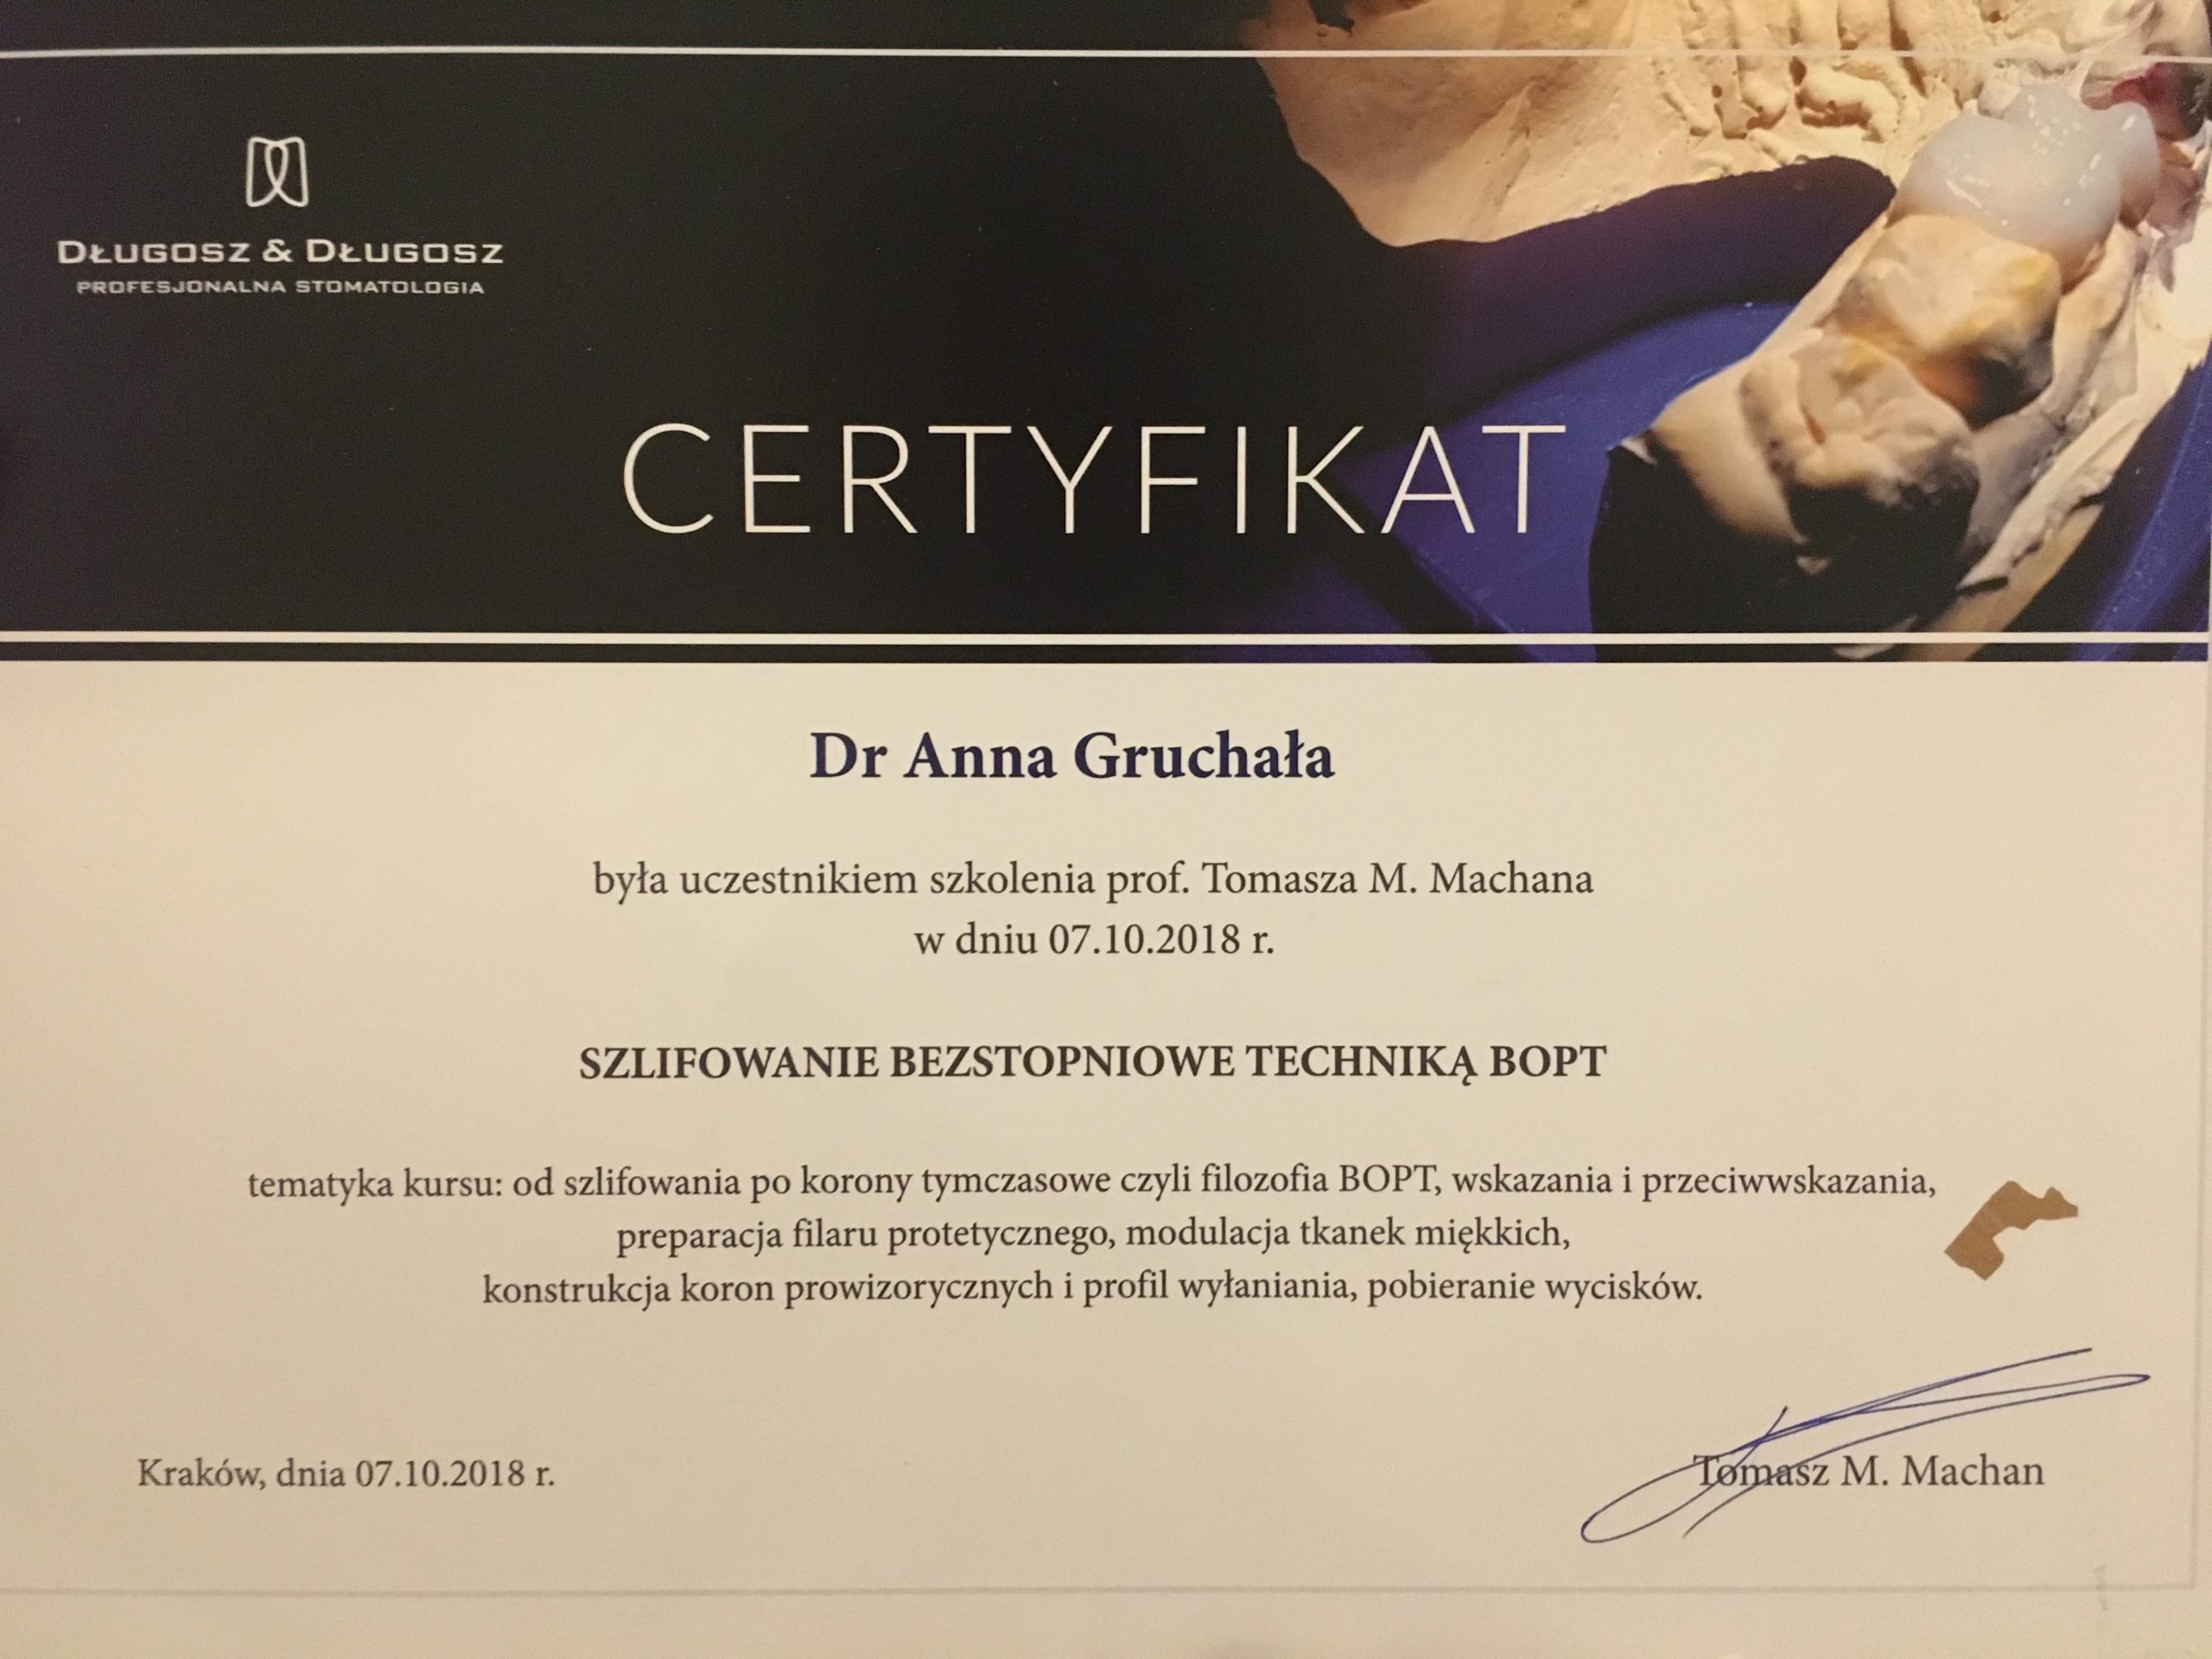 DŁUGOSZ & DŁUGOSZ
PROFESJONALNA STOMATOLOGIA
CERTYFIKAT
Dr Anna Gruchała
była uczestnikiem szkolenia prof. Tomasza M. Machana
w dniu 07.10.2018 r.
SZLIFOWANIE BEZSTOPNIOWE TECHNIKĄ BOPT
tematyka kursu: od szlifowania po korony tymczasowe czyli filozofia BOPT, wskazania i przeciwwskazania,
preparacja filaru protetycznego, modulacja tkanek miękkich,
konstrukcja koron prowizorycznych i profil wyłaniania, pobieranie wycisków.
Kraków, dnia 07.10.2018 r.
Tomasz M. Machan